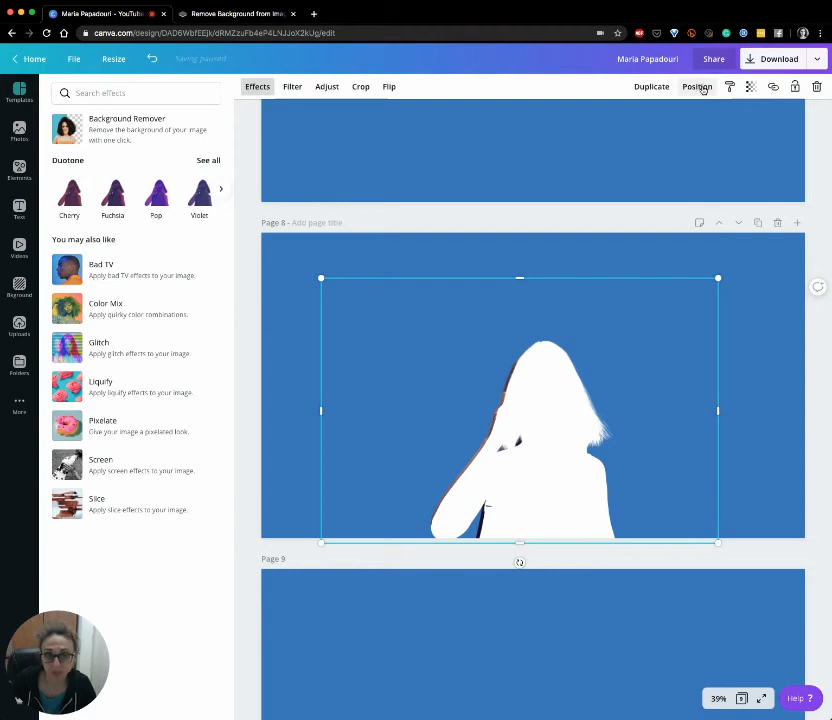 Maria Papadouri - YouTube
Remove Background from Imag
canva.com/design/DAD6WbfEEjk/dRMZzuFb4eP4LNJJoX2kUg/edit
Home
File
Resize
Saving paused
Maria Papadouri
Share
Download
Templates
Photos
Elements
Text
Videos
Bkground
Uploads
Folders
More
Search effects
Background Remover
Remove the background of your image
with one click.
Duotone
See all
Cherry
Fuchsia
Pop
Violet
You may also like
Bad TV
Apply bad TV effects to your image.
Color Mix
Apply quirky color combinations.
Glitch
Apply glitch effects to your image.
Liquify
Apply liquify effects to your image.
Pixelate
Give your image a pixelated look.
Screen
Apply screen effects to your image.
Slice
Apply slice effects to your image.
Effects
Filter
Adjust
Crop
Flip
Duplicate
Position
Page 8 - Add page title
Page 9
39%
9
Help ?